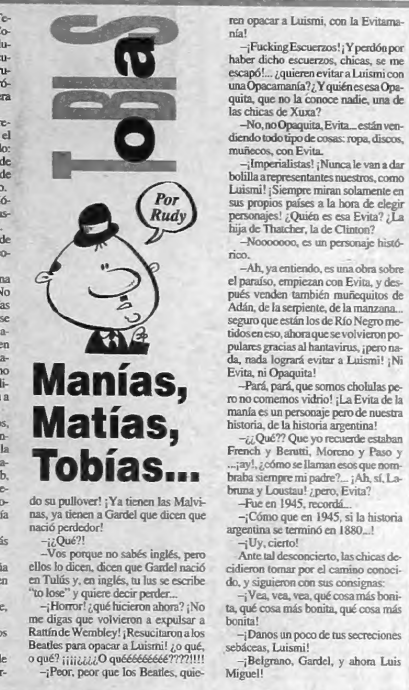 ToBIAS
Por
Rudy
Manías,
Matías,
Tobías...
do su pullover! ¡Ya tienen las Malvi-
nas, ya tienen a Gardel que dicen que
nació perdedor!
–¡¿Qué?!
–Vos porque no sabés inglés, pero
ellos lo dicen, dicen que Gardel nació
en Tulús y, en inglés, tu lus se escribe
"to lose" y quiere decir perder...
–¡Horror! ¿qué hicieron ahora? ¡No
me digas que volvieron a expulsar a
Rattín de Wembley! ¡Resucitaron a los
Beatles para opacar a Luismi! ¿o qué,
o qué? ¡¡¡¡¿¿¿¿O quéééééééé????!!!!
–¡Peor, peor que los Beatles, quie-
ren opacar a Luismi, con la Evitama-
nía!
–¡Fucking Escuerzos! ¡Y perdón por
haber dicho escuerzos, chicas, se me
escapó!... ¿quieren evitar a Luismi con
una Opacamanía? ¿Y quién es esa Opa-
quita, que no la conoce nadie, una de
las chicas de Xuxa?
–No, no Opaquita, Evita... están ven-
diendo todo tipo de cosas: ropa, discos,
muñecos, con Evita.
–¡Imperialistas! ¡Nunca le van a dar
bolilla a representantes nuestros, como
Luismi! ¡Siempre miran solamente en
sus propios países a la hora de elegir
personajes! ¿Quién es esa Evita? ¿La
hija de Thatcher, la de Clinton?
–Nooooooo, es un personaje histó-
rico.
–Ah, ya entiendo, es una obra sobre
el paraíso, empiezan con Evita, y des-
pués venden también muñequitos de
Adán, de la serpiente, de la manzana...
seguro que están los de Río Negro me-
tidos en eso, ahora que se volvieron po-
pulares gracias al hantavirus, ¡pero na-
da, nada logrará evitar a Luismi! ¡Ni
Evita, ni Opaquita!
–Pará, pará, que somos cholulas pe-
ro no comemos vidrio! ¡La Evita de la
manía es un personaje pero de nuestra
historia, de la historia argentina!
–¿¿Qué?? Que yo recuerde estaban
French y Berutti, Moreno y Paso y
...¡ay!, ¿cómo se llaman esos que nom-
braba siempre mi padre?... ¡Ah, sí, La-
bruna y Loustau! ¿pero, Evita?
–Fue en 1945, recordá...
–¡Cómo que en 1945, si la historia
argentina se terminó en 1880...!
–¡Uy, cierto!
Ante tal desconcierto, las chicas de-
cidieron tomar por el camino conoci-
do, y siguieron con sus consignas:
–¡Vea, vea, vea, qué cosa más boni-
ta, qué cosa más bonita, qué cosa más
bonita!
–¡Danos un poco de tus secreciones
sebáceas, Luismi!
–¡Belgrano, Gardel, y ahora Luis
Miguel!